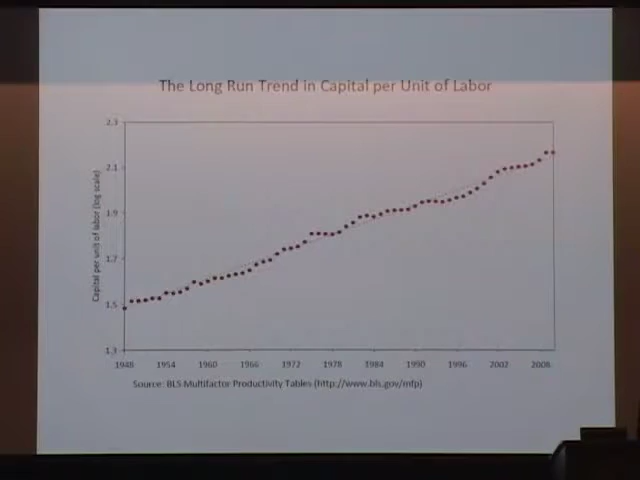 The Long Run Trend in Capital per Unit of Labor
Capital per unit of labor (log scale)
2.3
2.1
1.9
1.7
1.5
1.3
1948 1954 1960 1966 1972 1978 1984 1990 1996 2002 2008
Source: BLS Multifactor Productivity Tables (http://www.bls.gov/mfp)